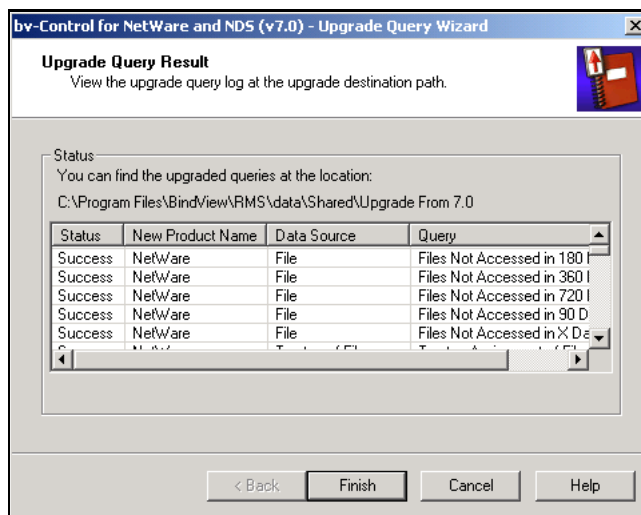 bv-Control for NetWare and NDS (v7.0) - Upgrade Query Wizard
Upgrade Query Result
View the upgrade query log at the upgrade destination path.
Status
You can find the upgraded queries at the location:
C:\Program Files\BindView\RMS\data\Shared\Upgrade From 7.0
Status New Product Name Data Source Query
Success NetWare File Files Not Accessed in 180
Success NetWare File Files Not Accessed in 360
Success NetWare File Files Not Accessed in 720
Success NetWare File Files Not Accessed in 90 D
Success NetWare File Files Not Accessed in X Da
< Back Finish Cancel Help